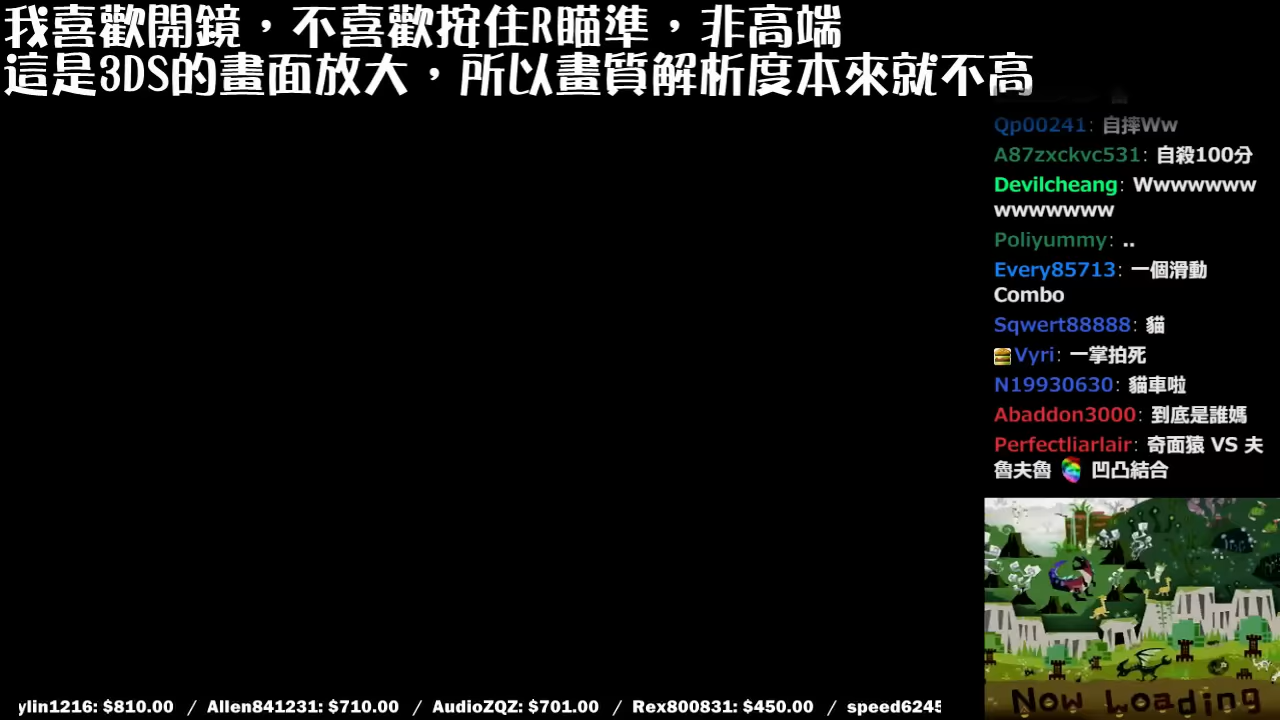 我喜歡開鏡，不喜歡按住R瞄準，非高端
這是3DS的畫面放大，所以畫質解析度本來就不高
Qp00241: 自摔Ww
A87zxckvc531: 自殺100分
Devilcheang: Wwwwwwww
wwwwwwww
Poliyummy: ..
Every85713: 一個滑動
Combo
Sqwert88888: 貓
Vyri: 一掌拍死
N19930630: 貓車啦
Abaddon3000: 到底是誰媽
Perfectliarlair: 奇面猿 VS 夫
魯夫魯 凹凸結合
Now Loading
ylin1216: $810.00 / Allen841231: $710.00 / AudioZQZ: $701.00 / Rex800831: $450.00 / speed6245